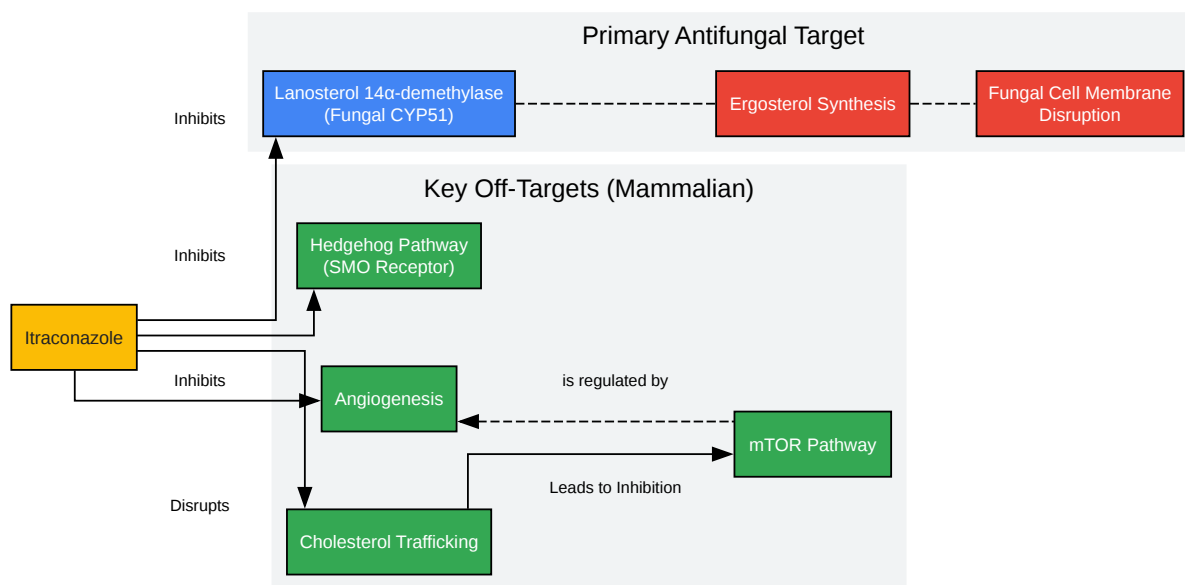 Primary Antifungal Target
Lanosterol 14α-demethylase
(Fungal CYP51)
Ergosterol Synthesis
Fungal Cell Membrane
Disruption
Inhibits
Key Off-Targets (Mammalian)
Hedgehog Pathway
(SMO Receptor)
Inhibits
Itraconazole
Inhibits
Angiogenesis
is regulated by
mTOR Pathway
Leads to Inhibition
Disrupts
Cholesterol Trafficking